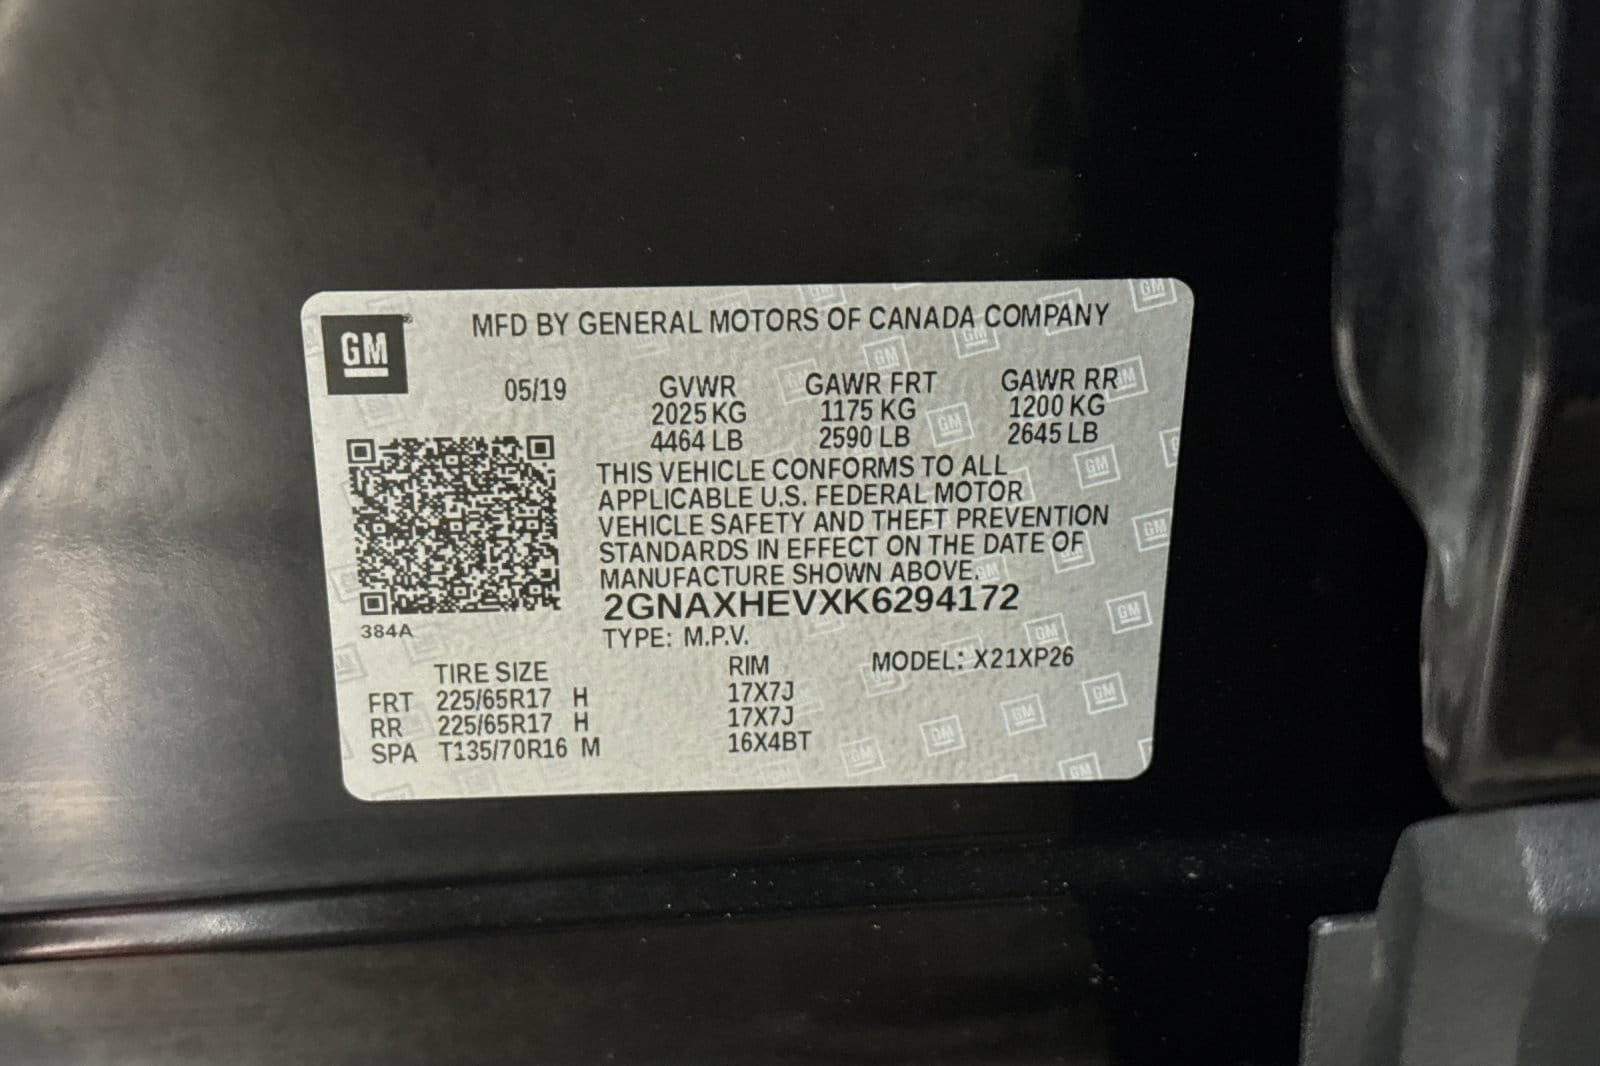 GM
MFD BY GENERAL MOTORS OF CANADA COMPANY
05/19 GVWR GAWR FRT GAWR RR
2025 KG 1175 KG 1200 KG
4464 LB 2590 LB 2645 LB
THIS VEHICLE CONFORMS TO ALL
APPLICABLE U.S. FEDERAL MOTOR
VEHICLE SAFETY AND THEFT PREVENTION
STANDARDS IN EFFECT ON THE DATE OF
MANUFACTURE SHOWN ABOVE.
2GNAXHEVXK6294172
384A
TYPE: M.P.V.
TIRE SIZE RIM MODEL: X21XP26
FRT 225/65R17 H 17X7J
RR 225/65R17 H 17X7J
SPA T135/70R16 M 16X4BT